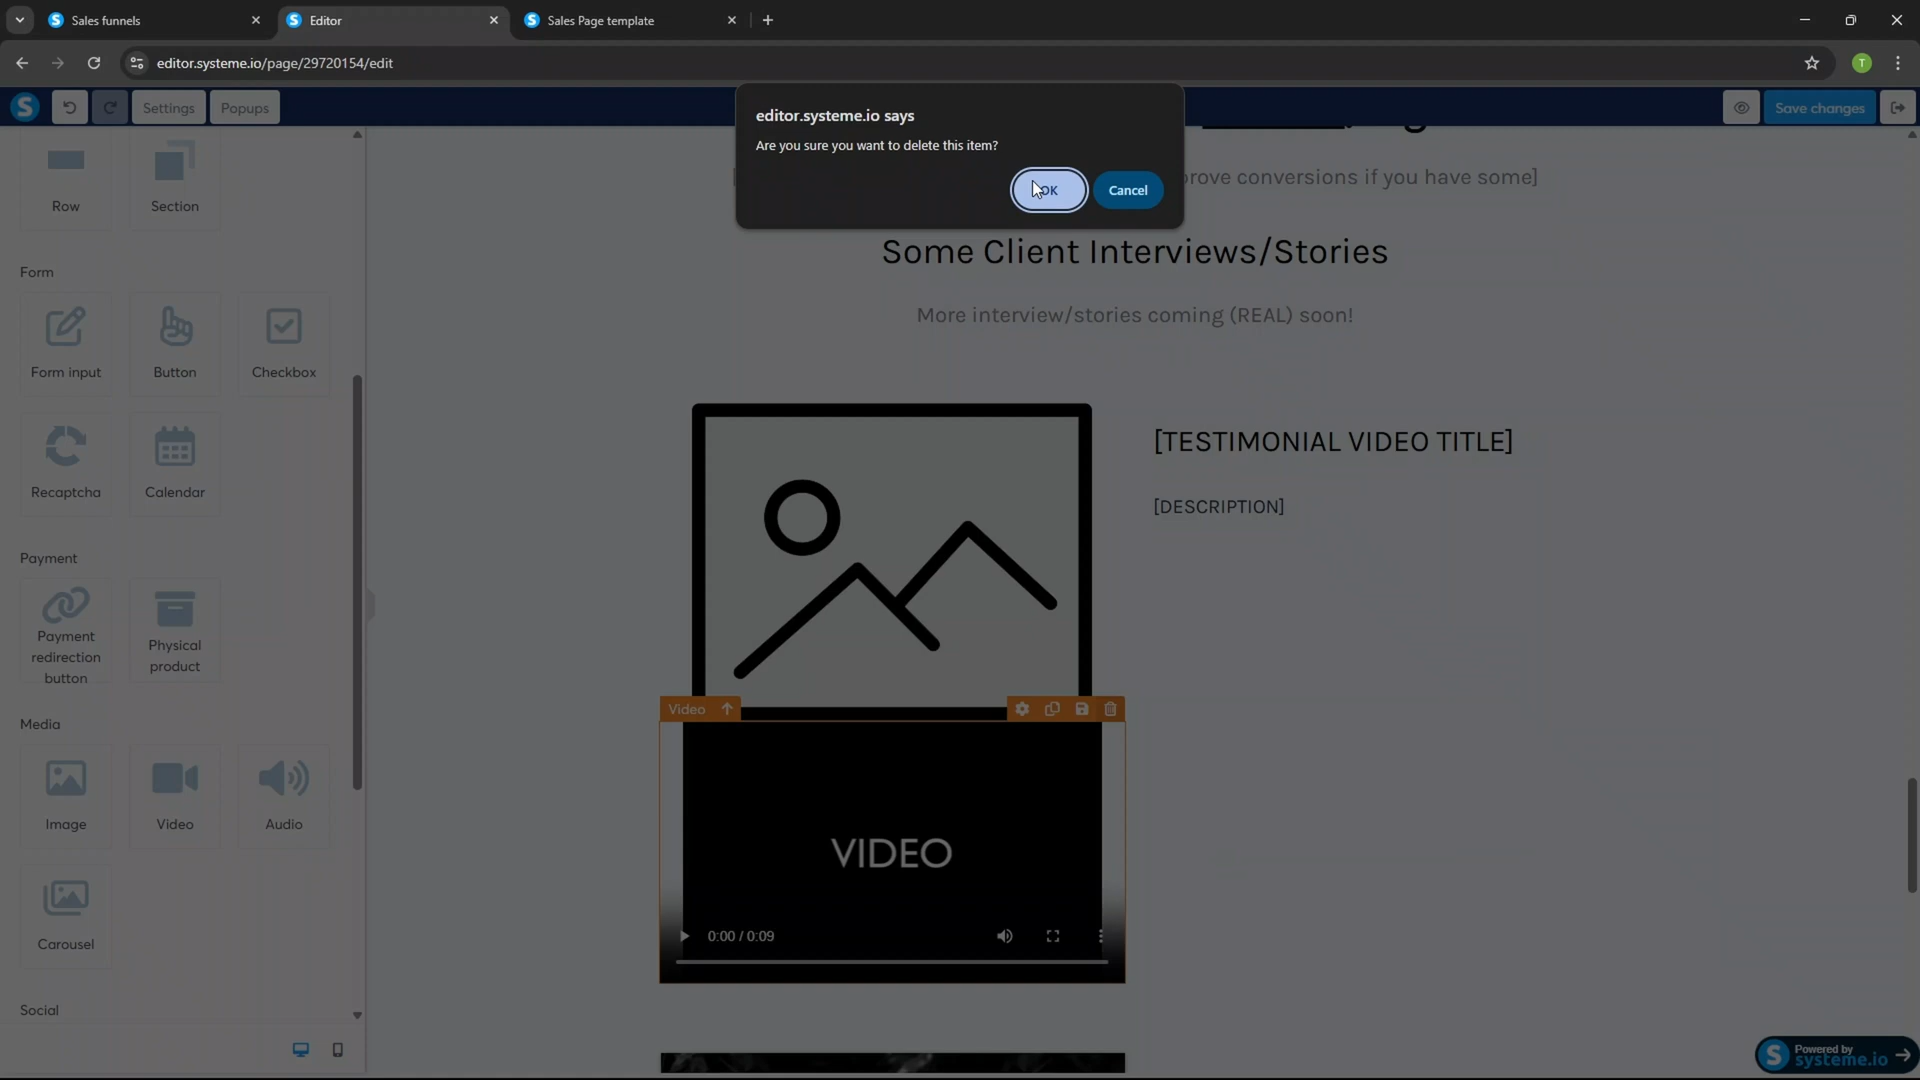 Sales funnels
Editor
Sales Page template
editor.systeme.io/page/29720154/edit
T
S
Settings
Popups
Save changes
editor.systeme.io says
Are you sure you want to delete this item?
OK
Cancel
prove conversions if you have some]
Some Client Interviews/Stories
More interview/stories coming (REAL) soon!
[TESTIMONIAL VIDEO TITLE]
[DESCRIPTION]
Row
Section
Form
Form input
Button
Checkbox
Recaptcha
Calendar
Payment
Payment
redirection
button
Physical
product
Media
Image
Video
Audio
Carousel
Social
Video
VIDEO
0:00 / 0:09
Powered by
systeme.io